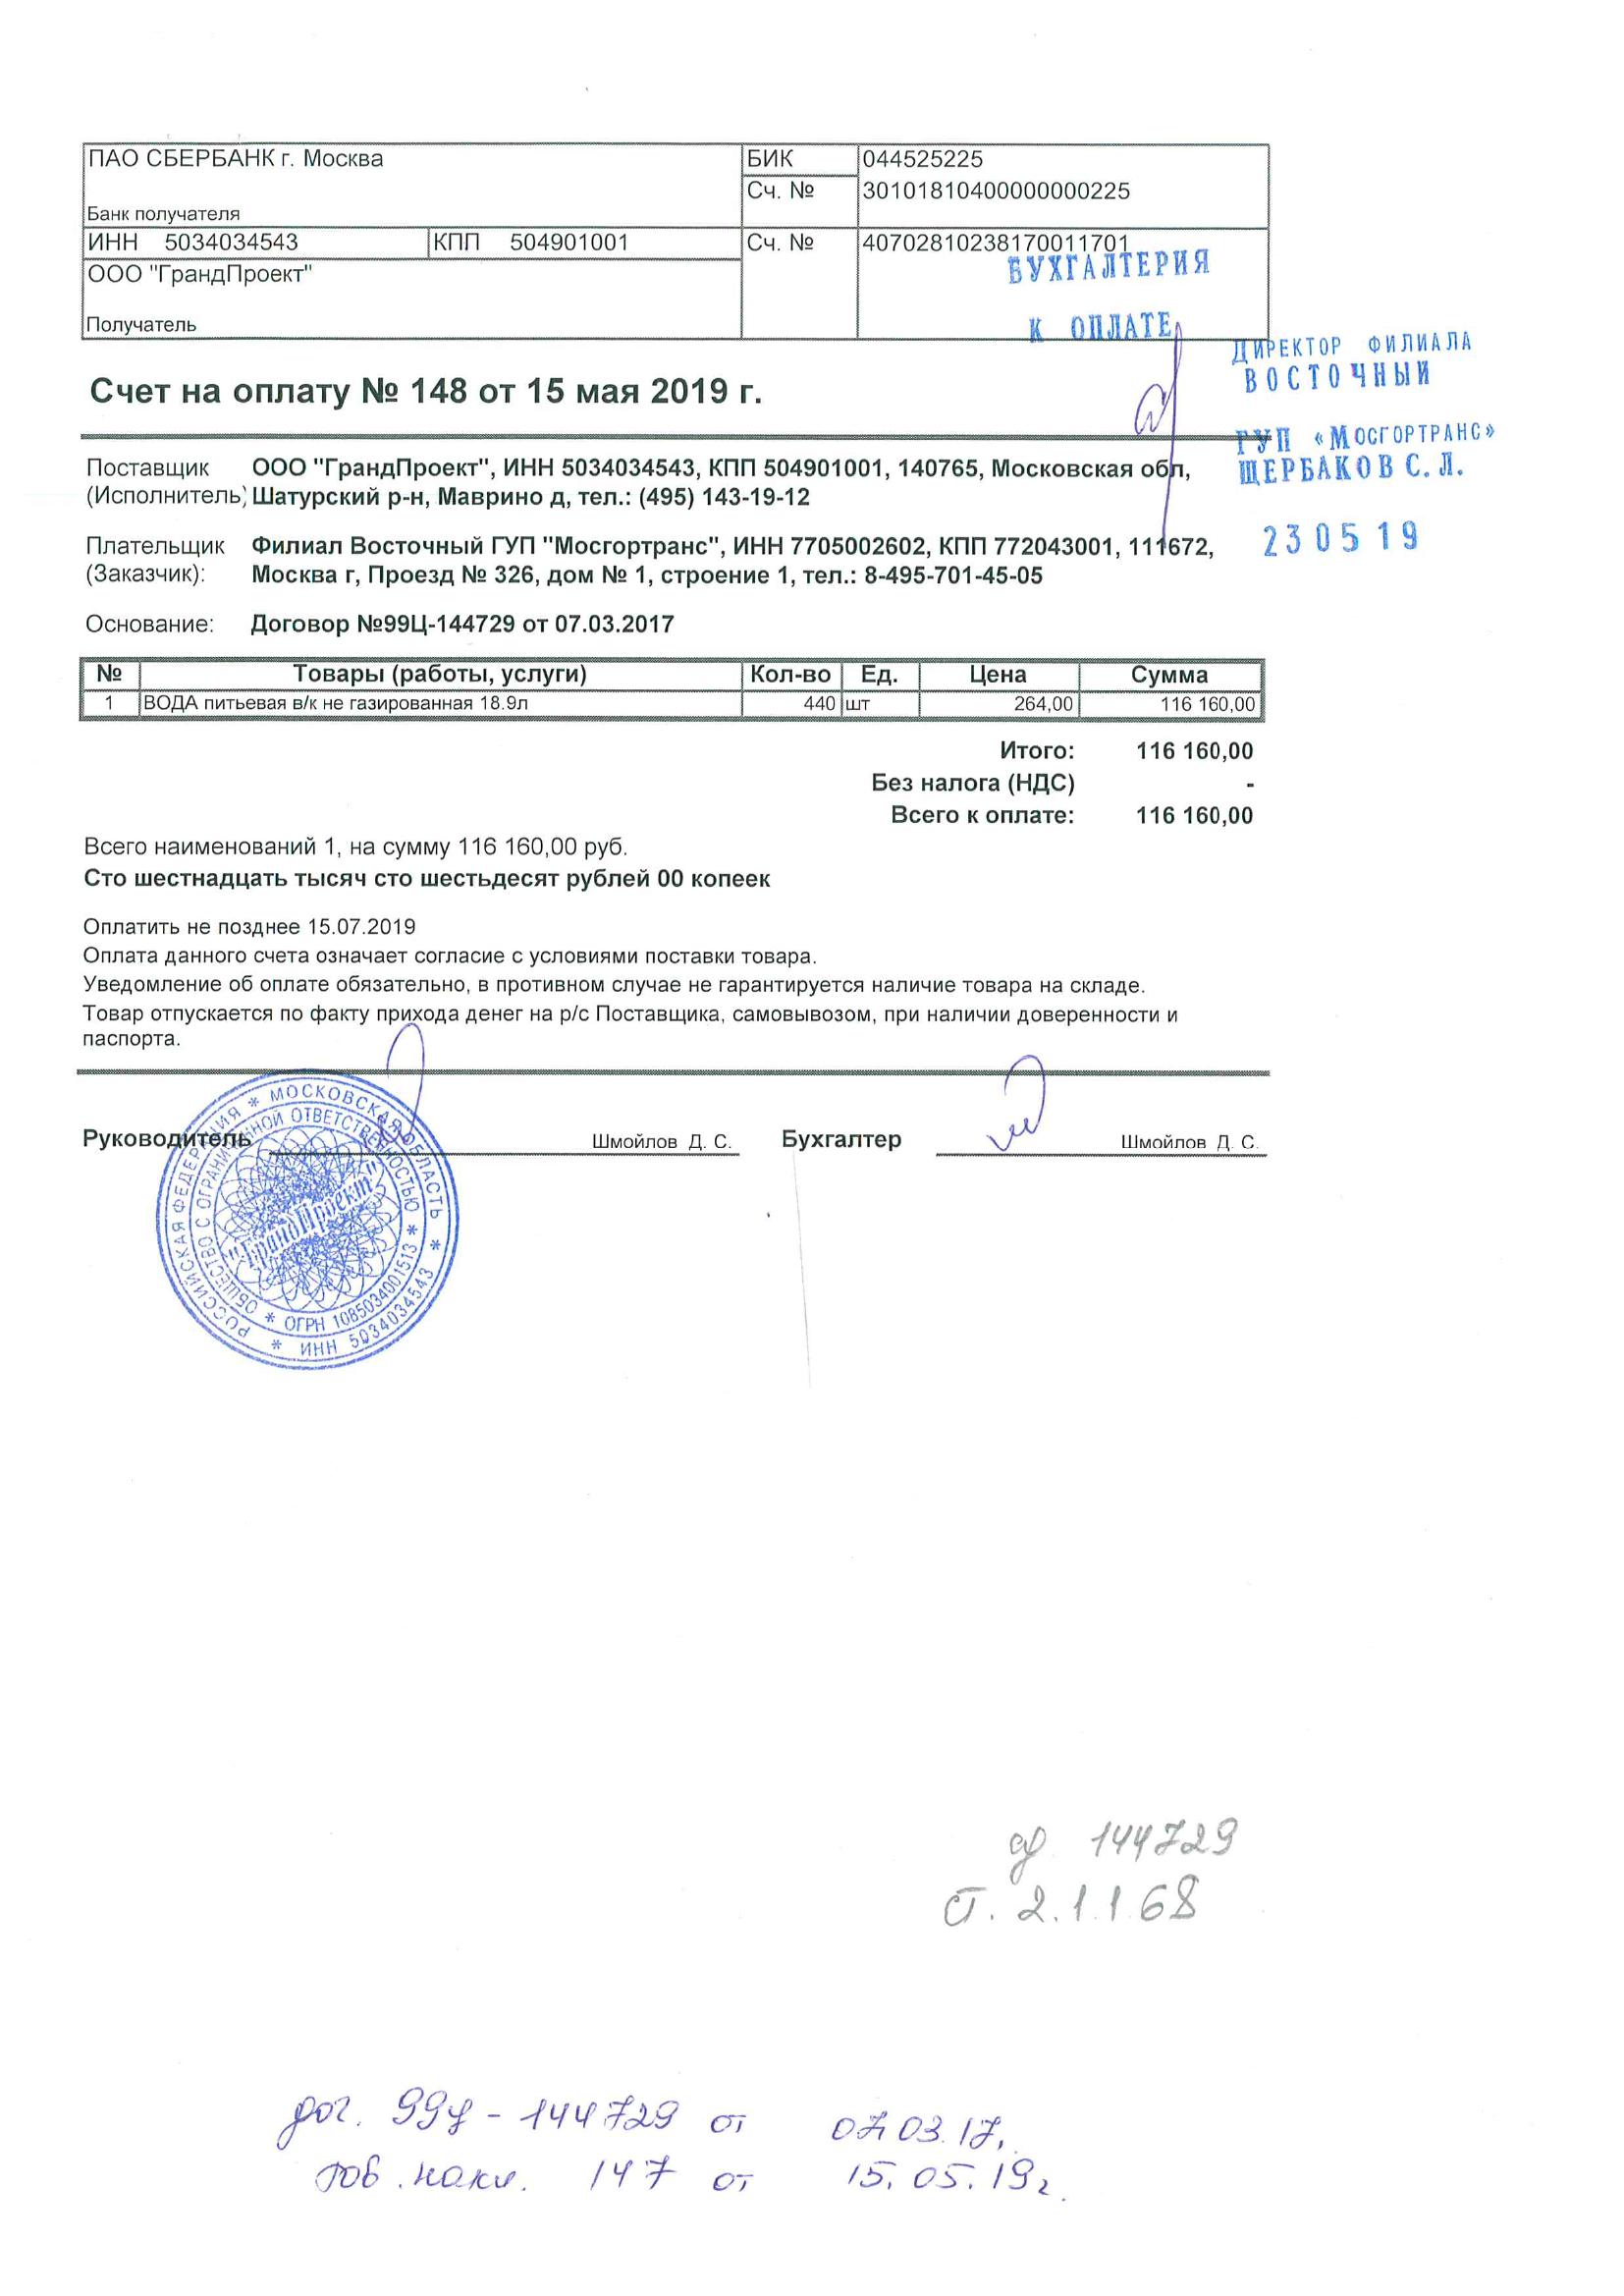 ПАО СБЕРБАНК г. Москва
БИК 044525225
Сч. № 30101810400000000225
Банк получателя
ИНН 5034034543 КПП 504901001 Сч. № 40702810238170011701
ООО "ГрандПроект"
Получатель
БУХГАЛТЕРИЯ
К ОПЛАТЕ
ДИРЕКТОР ФИЛИАЛА
ВОСТОЧНЫЙ
ГУП «МОСГОРТРАНС»
ЩЕРБАКОВ С. Л.
23 05 19
Счет на оплату № 148 от 15 мая 2019 г.
Поставщик ООО "ГрандПроект", ИНН 5034034543, КПП 504901001, 140765, Московская обл,
(Исполнитель) Шатурский р-н, Маврино д, тел.: (495) 143-19-12
Плательщик Филиал Восточный ГУП "Мосгортранс", ИНН 7705002602, КПП 772043001, 111672,
(Заказчик): Москва г, Проезд № 326, дом № 1, строение 1, тел.: 8-495-701-45-05
Основание: Договор №99Ц-144729 от 07.03.2017
№ Товары (работы, услуги) Кол-во Ед. Цена Сумма
1 ВОДА питьевая в/к не газированная 18.9л 440 шт 264,00 116 160,00
Итого: 116 160,00
Без налога (НДС) -
Всего к оплате: 116 160,00
Всего наименований 1, на сумму 116 160,00 руб.
Сто шестнадцать тысяч сто шестьдесят рублей 00 копеек
Оплатить не позднее 15.07.2019
Оплата данного счета означает согласие с условиями поставки товара.
Уведомление об оплате обязательно, в противном случае не гарантируется наличие товара на складе.
Товар отпускается по факту прихода денег на р/с Поставщика, самовывозом, при наличии доверенности и
паспорта.
Руководитель Шмойлов Д. С. Бухгалтер Шмойлов Д. С.
РОССИЙСКАЯ ФЕДЕРАЦИЯ * МОСКОВСКАЯ ОБЛАСТЬ * ИНН 5034034543 *
ОБЩЕСТВО С ОГРАНИЧЕННОЙ ОТВЕТСТВЕННОСТЬЮ * ОГРН 1085034001513 *
"ГрандПроект"
144729
ст. 2.1.1.68
дог. 99ц - 144729 от 07.03.17.
тов. накл. 147 от 15.05.19г.